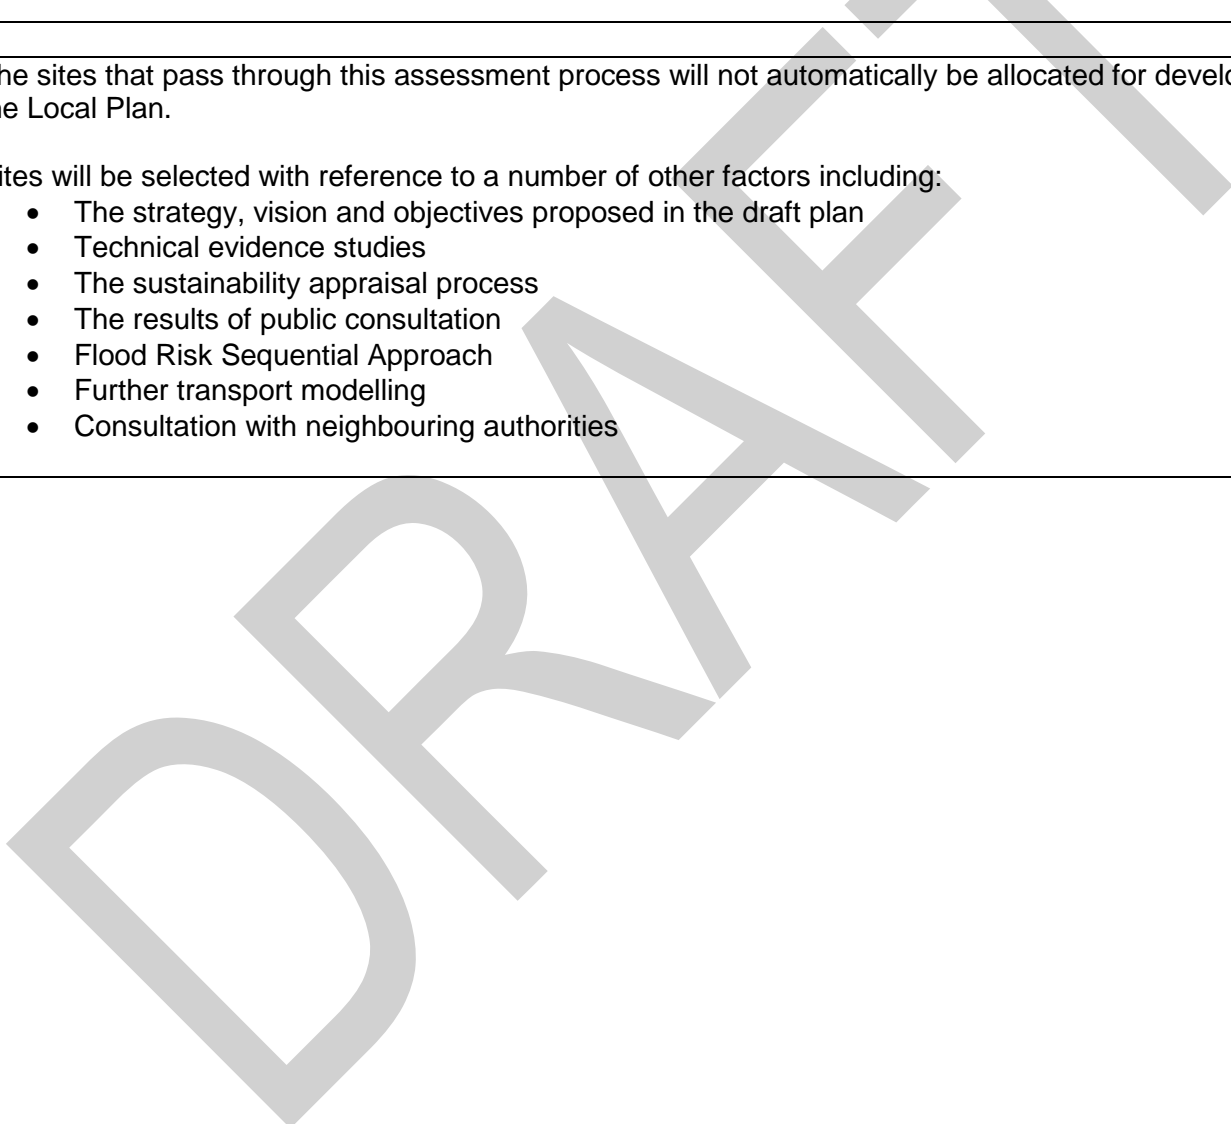 he sites that pass through this assessment process will not automatically be allocated for develo
e Local Plan.
ites will be selected with reference to a number of other factors including:
• The strategy, vision and objectives proposed in the draft plan
• Technical evidence studies
• The sustainability appraisal process
• The results of public consultation
• Flood Risk Sequential Approach
• Further transport modelling
• Consultation with neighbouring authorities
DRAFT